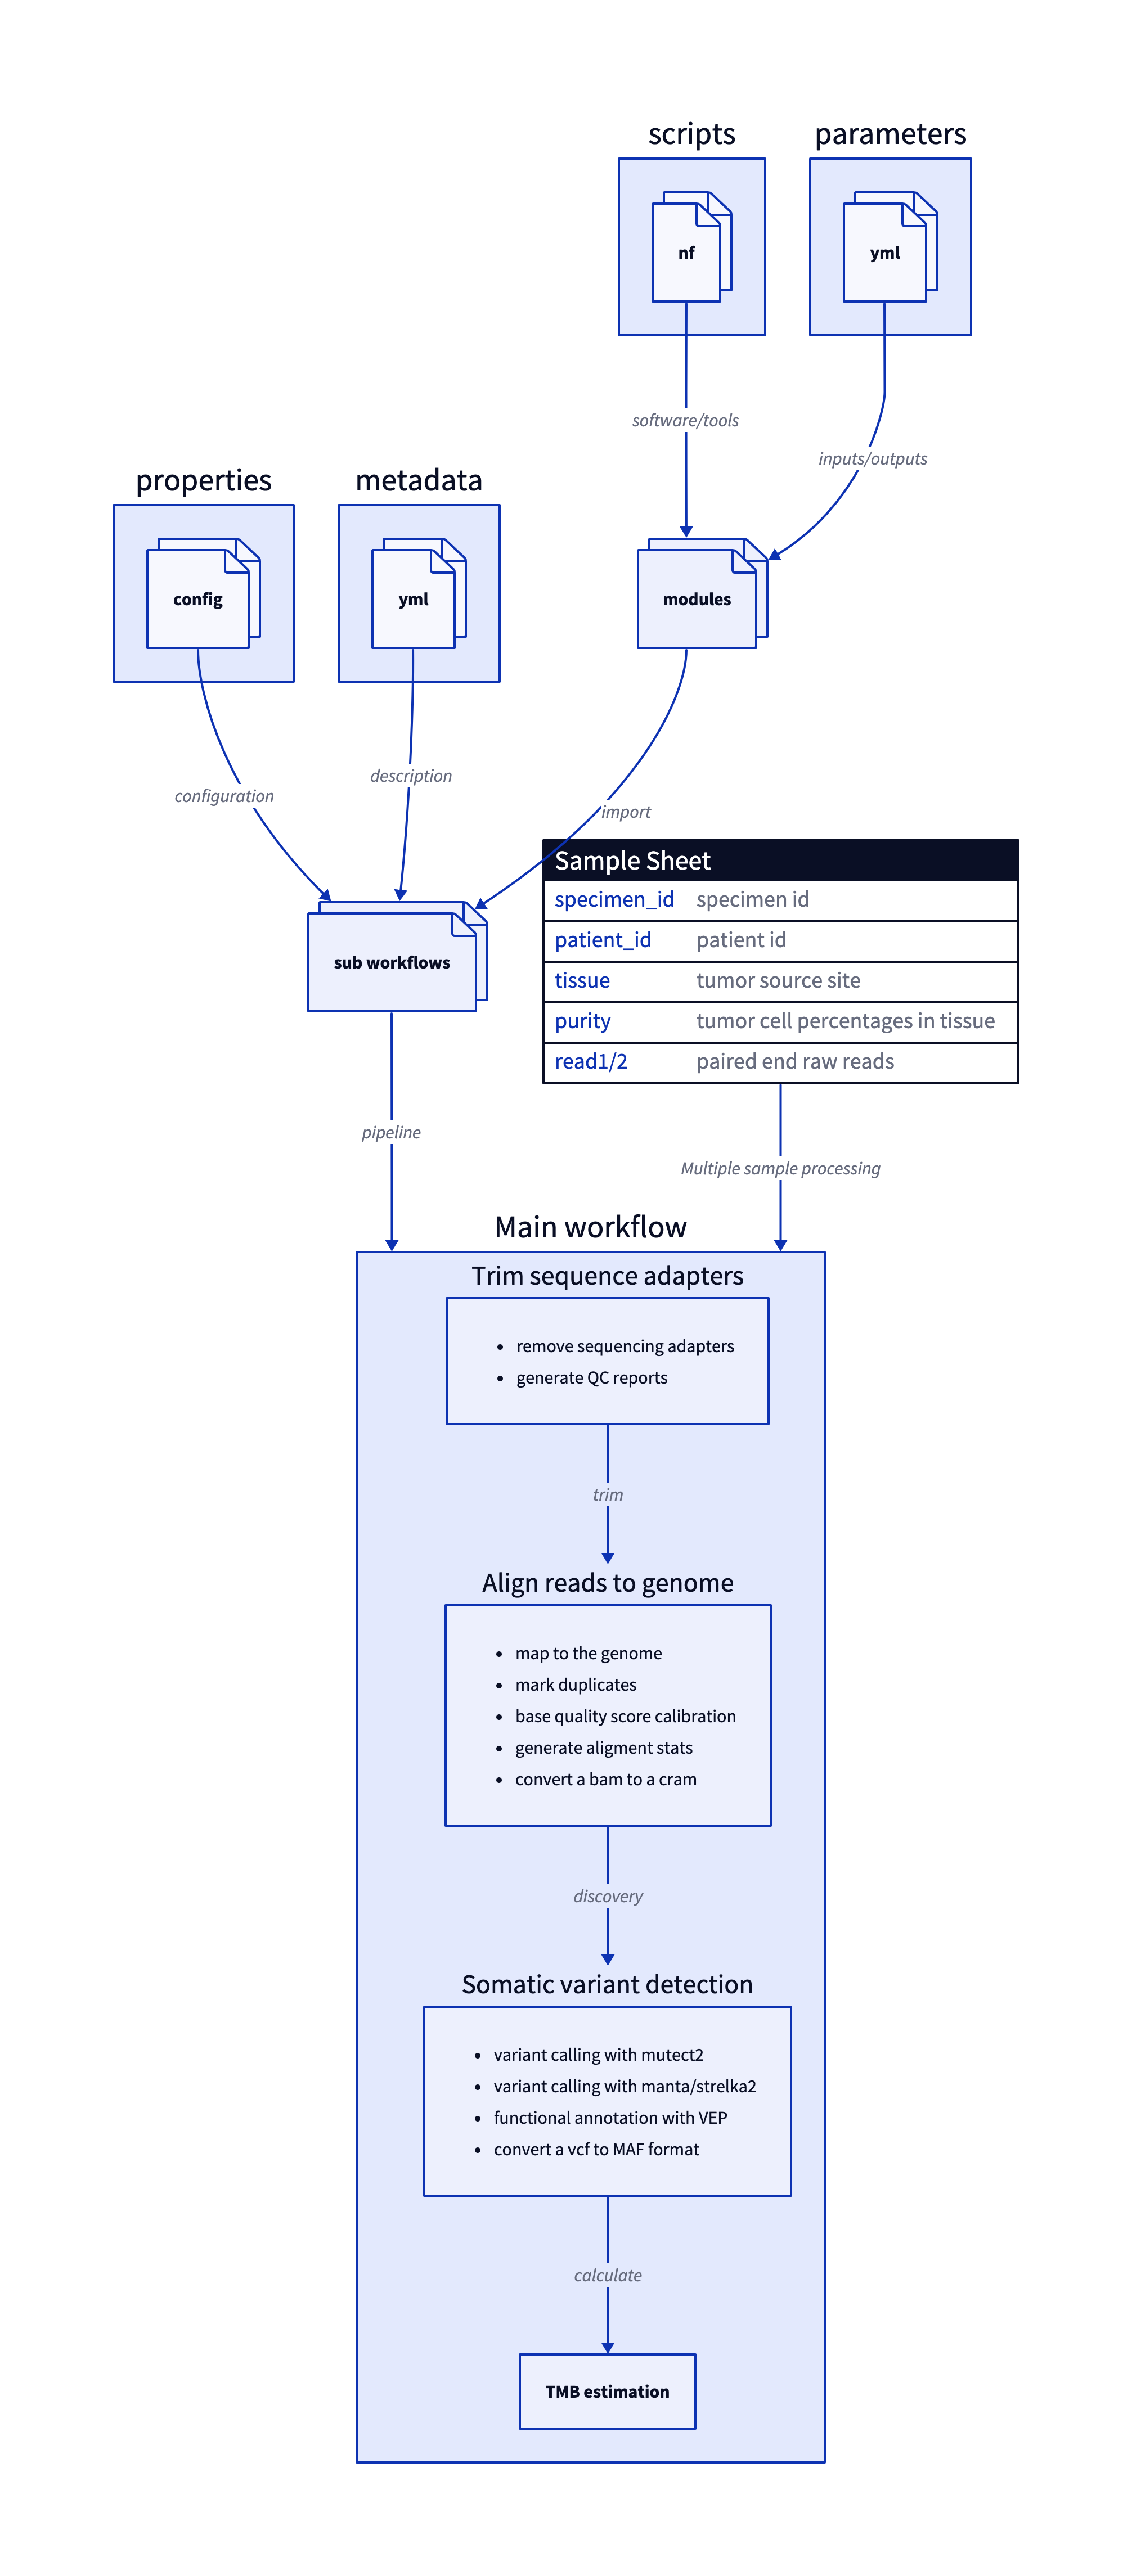 scripts
parameters
nf
yml
software/tools
inputs/outputs
properties
metadata
config
yml
modules
configuration
description
import
Sample Sheet
specimen_id specimen id
patient_id patient id
tissue tumor source site
purity tumor cell percentages in tissue
read1/2 paired end raw reads
sub workflows
pipeline
Multiple sample processing
Main workflow
Trim sequence adapters
• remove sequencing adapters
• generate QC reports
trim
Align reads to genome
• map to the genome
• mark duplicates
• base quality score calibration
• generate aligment stats
• convert a bam to a cram
discovery
Somatic variant detection
• variant calling with mutect2
• variant calling with manta/strelka2
• functional annotation with VEP
• convert a vcf to MAF format
calculate
TMB estimation